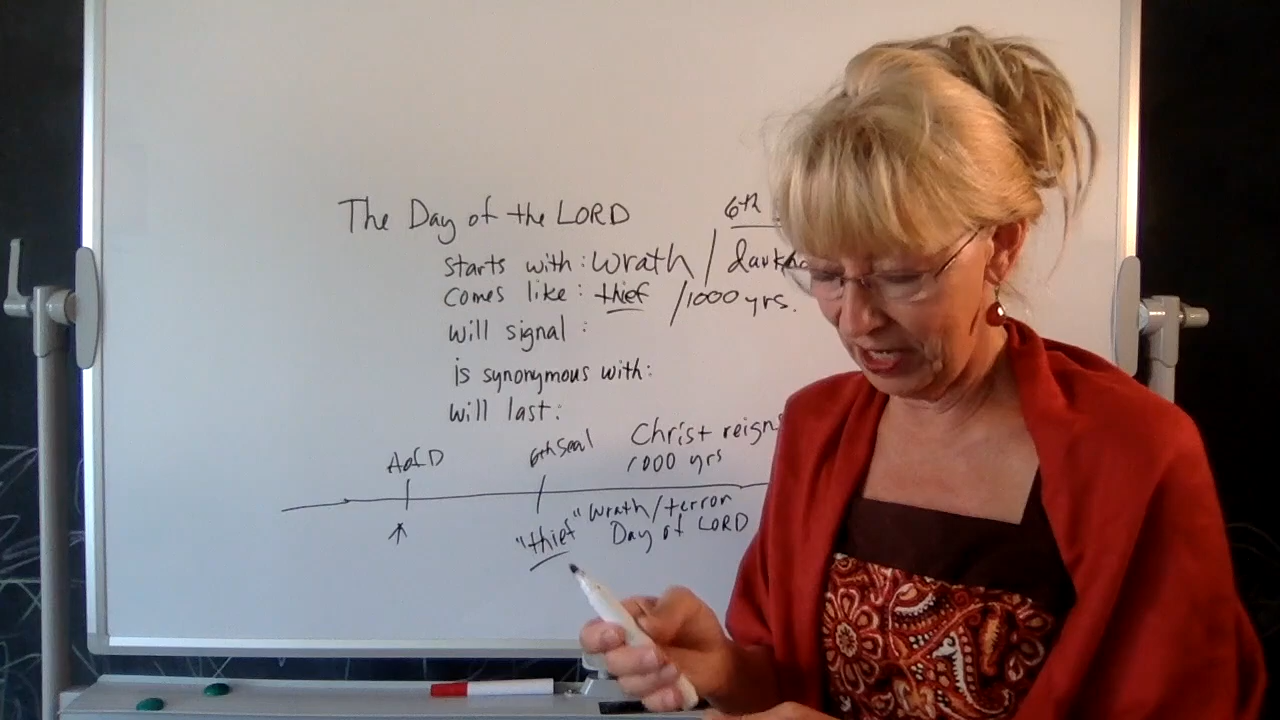 The Day of the LORD
6th
starts with: wrath / darkn
comes like: thief / 1000 yrs.
will signal :
is synonymous with:
will last:
AofD
6th Seal
Christ reigns
1000 yrs
"thief"
wrath/terror
Day of LORD